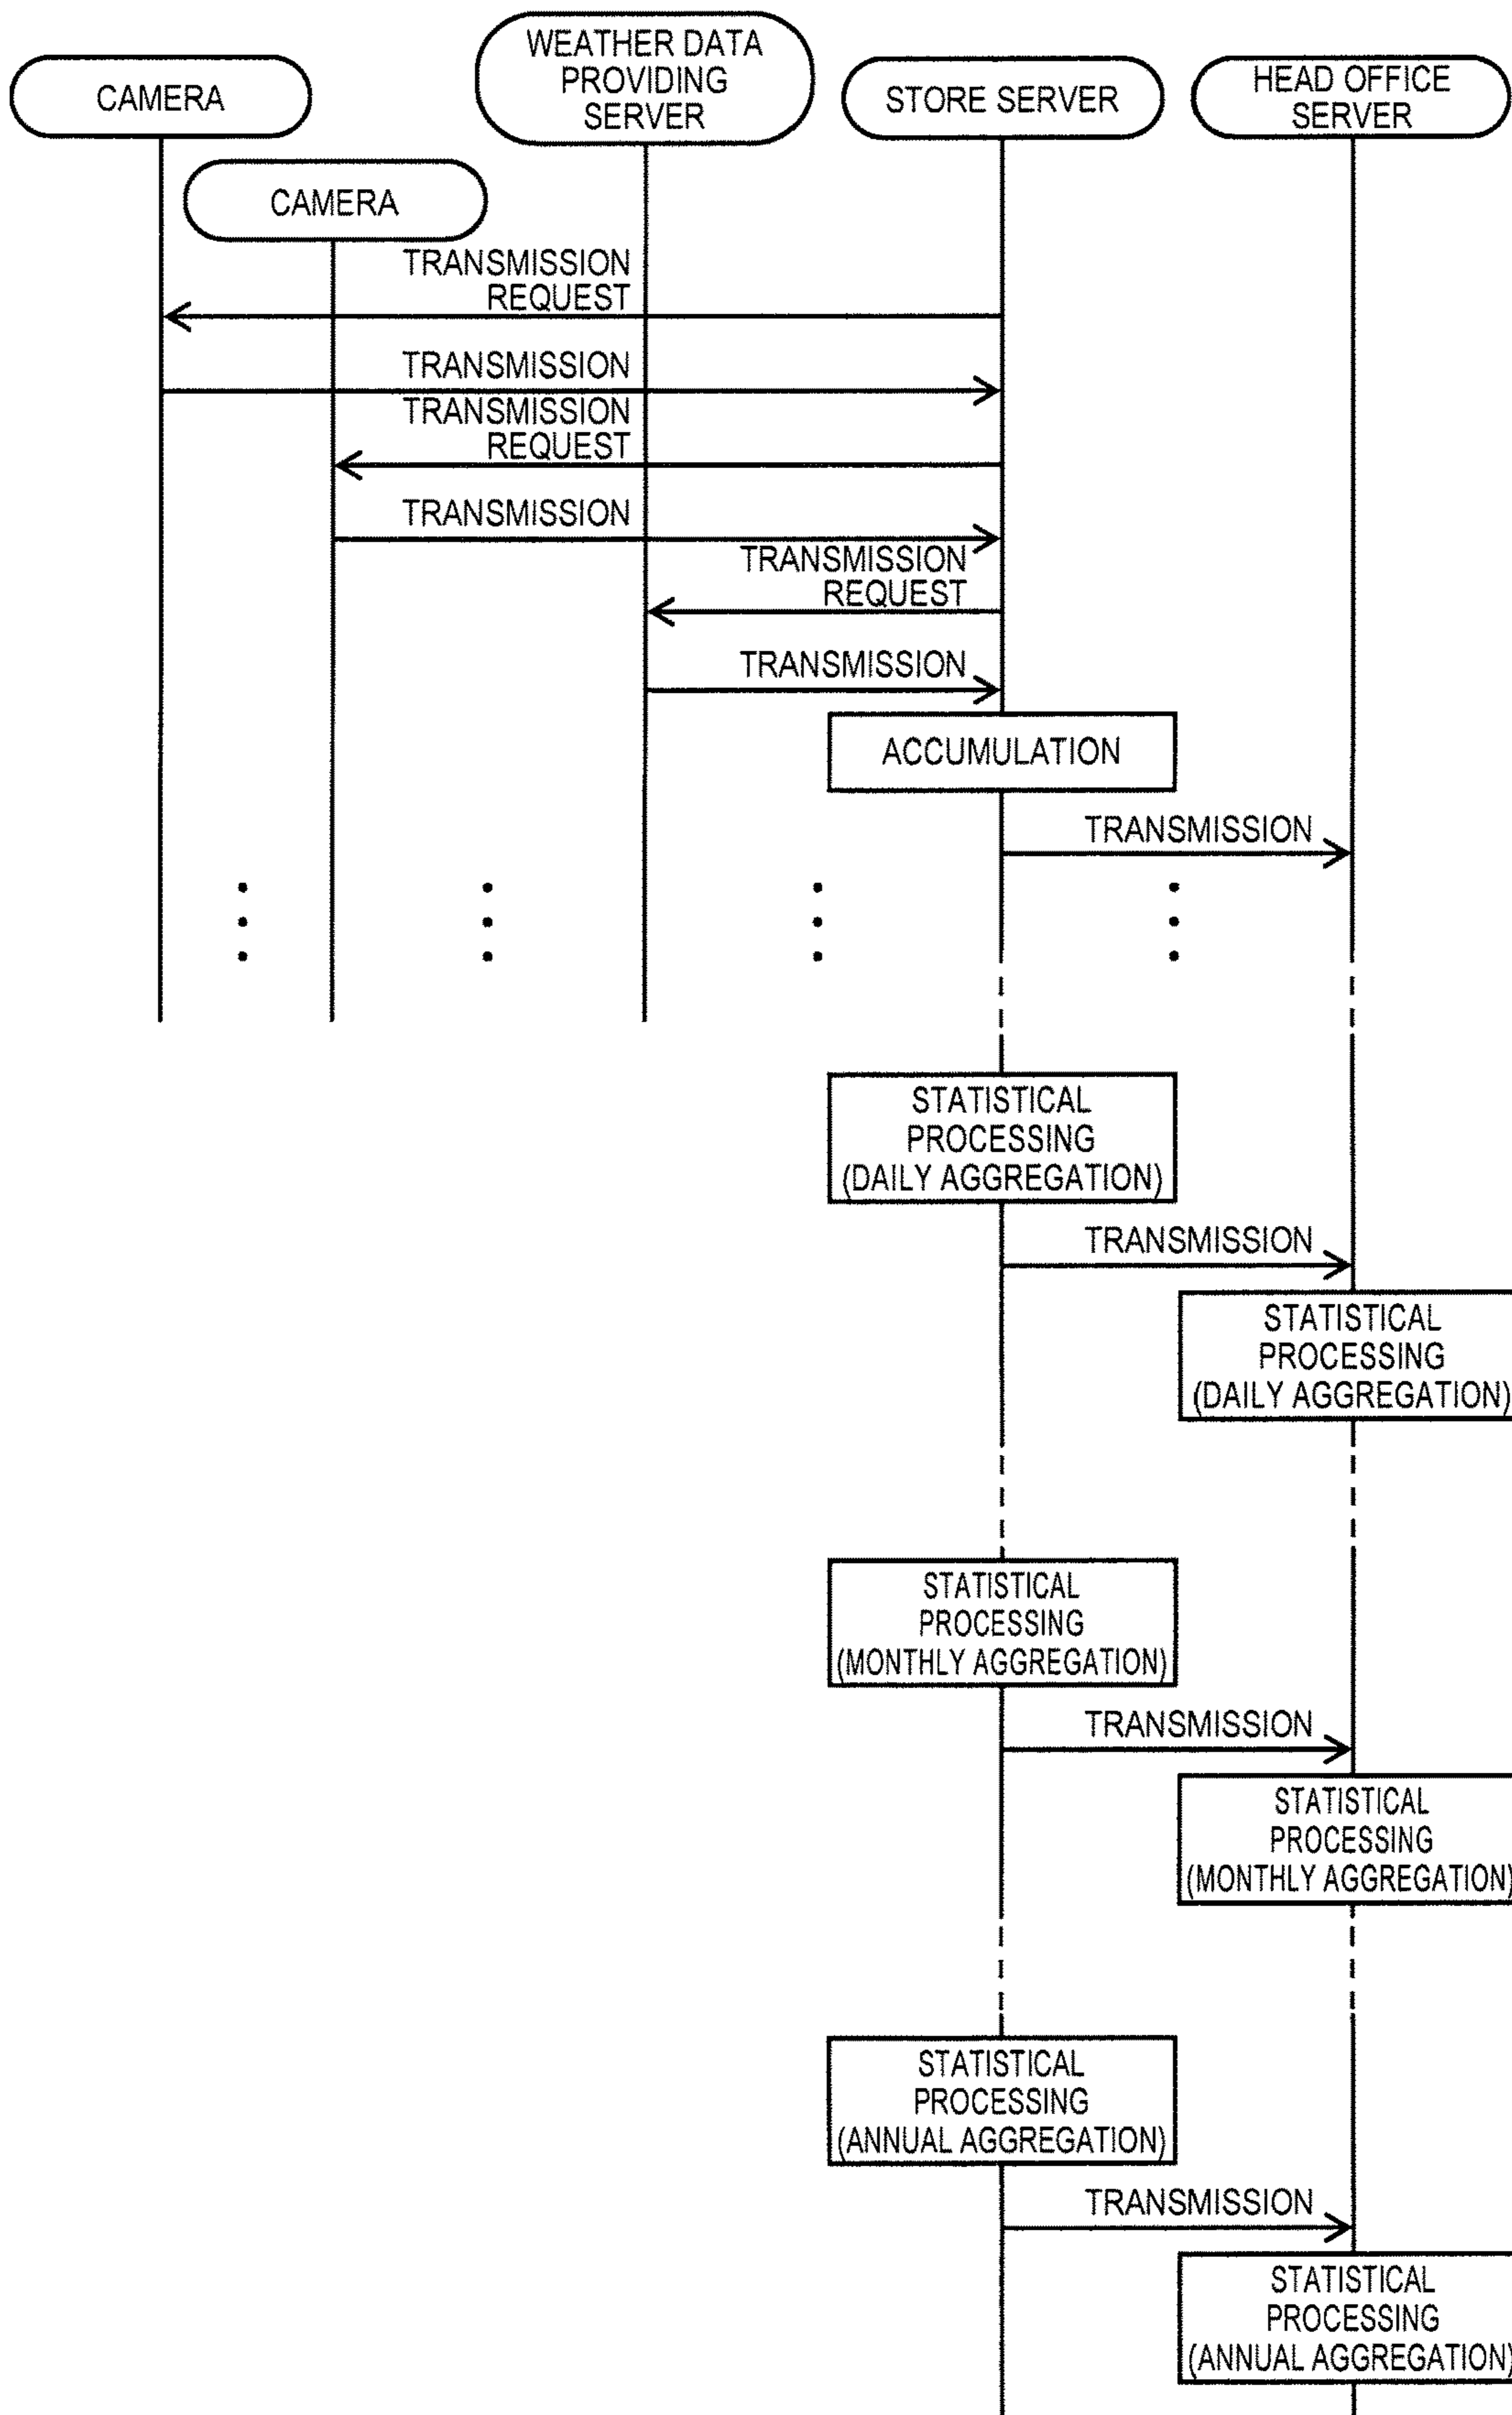 CAMERA
WEATHER DATA
PROVIDING
SERVER
STORE SERVER
HEAD OFFICE
SERVER
CAMERA
TRANSMISSION
REQUEST
TRANSMISSION
TRANSMISSION
REQUEST
TRANSMISSION
TRANSMISSION
REQUEST
TRANSMISSION
ACCUMULATION
TRANSMISSION
STATISTICAL
PROCESSING
(DAILY AGGREGATION)
TRANSMISSION
STATISTICAL
PROCESSING
(DAILY AGGREGATION)
STATISTICAL
PROCESSING
(MONTHLY AGGREGATION)
TRANSMISSION
STATISTICAL
PROCESSING
(MONTHLY AGGREGATION)
STATISTICAL
PROCESSING
(ANNUAL AGGREGATION)
TRANSMISSION
STATISTICAL
PROCESSING
(ANNUAL AGGREGATION)